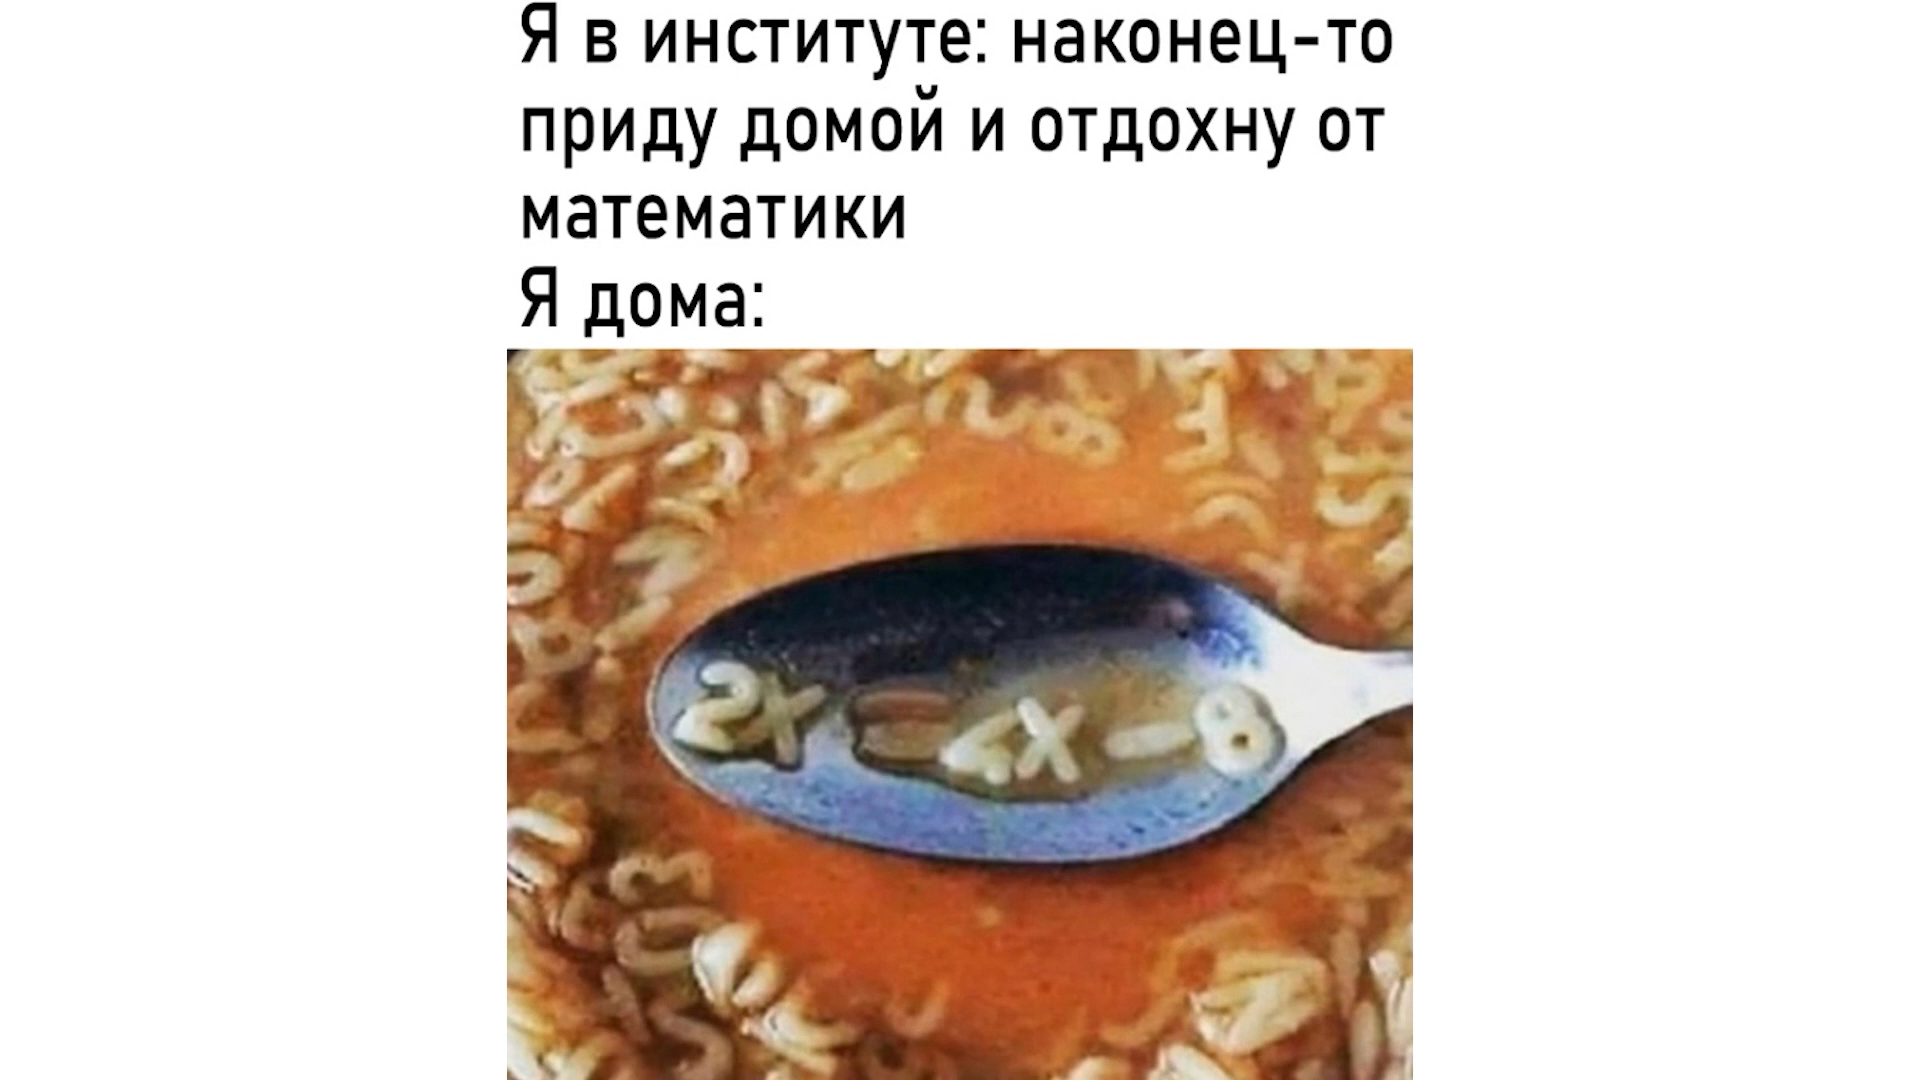 Я в институте: наконец-то
приду домой и отдохну от
математики
Я дома:
2x=4x-8